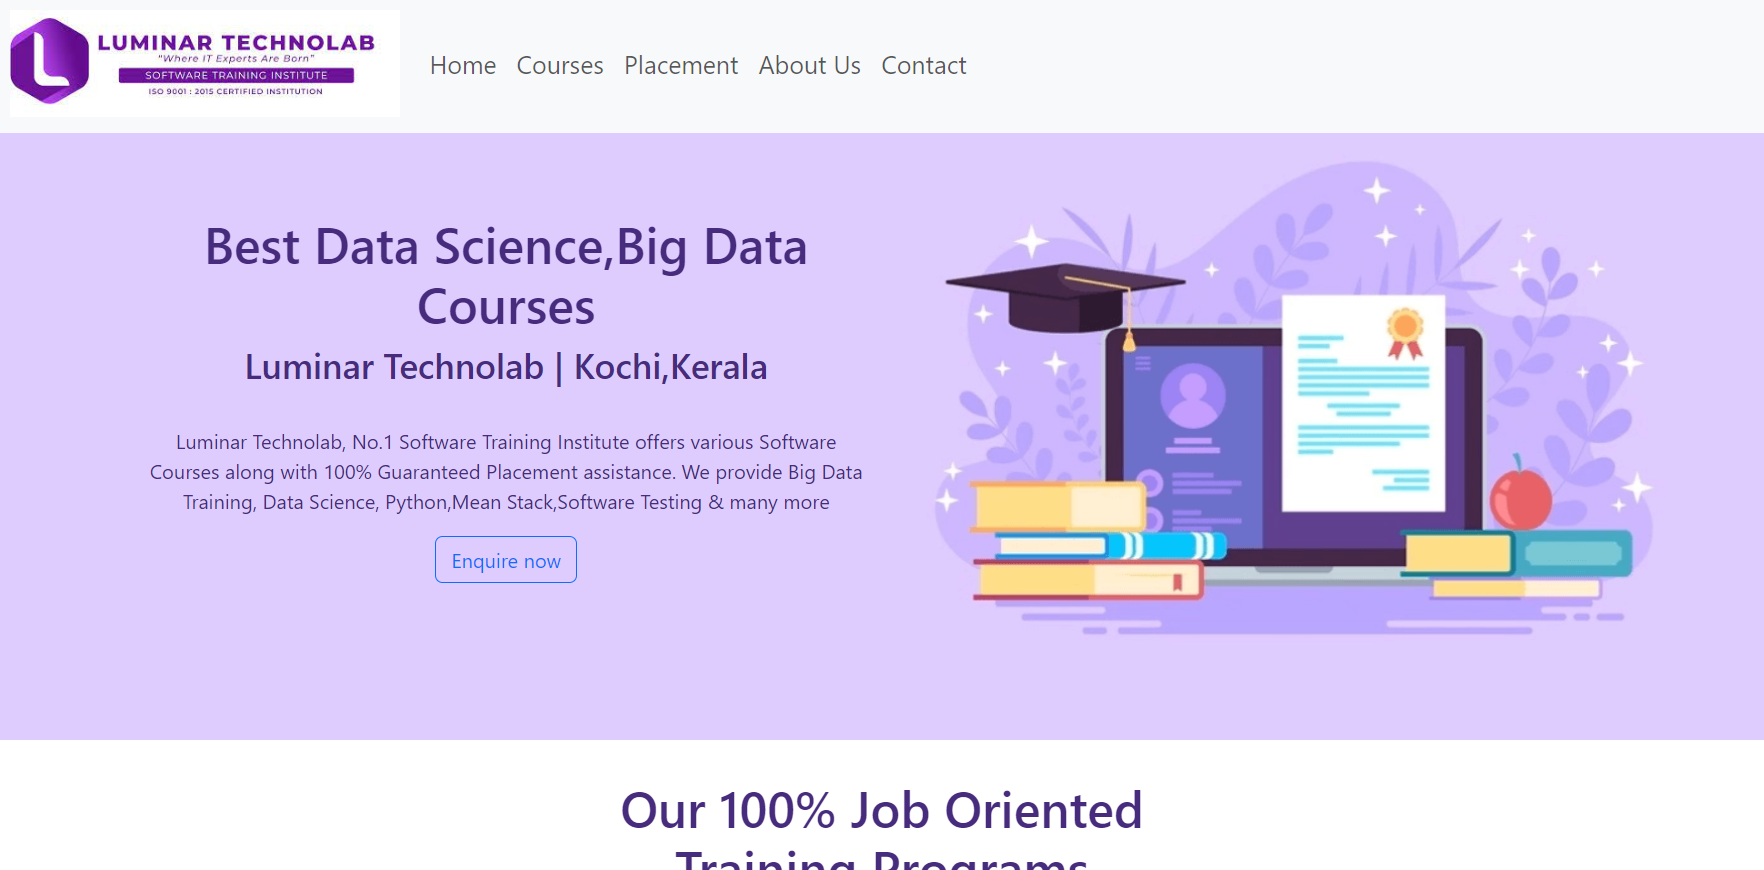 LUMINAR TECHNOLAB
"Where IT Experts Are Born"
SOFTWARE TRAINING INSTITUTE
ISO 9001 : 2015 CERTIFIED INSTITUTION
Home Courses Placement About Us Contact
Best Data Science,Big Data
Courses
Luminar Technolab | Kochi,Kerala
Luminar Technolab, No.1 Software Training Institute offers various Software
Courses along with 100% Guaranteed Placement assistance. We provide Big Data
Training, Data Science, Python,Mean Stack,Software Testing & many more
Enquire now
Our 100% Job Oriented
Training Programs